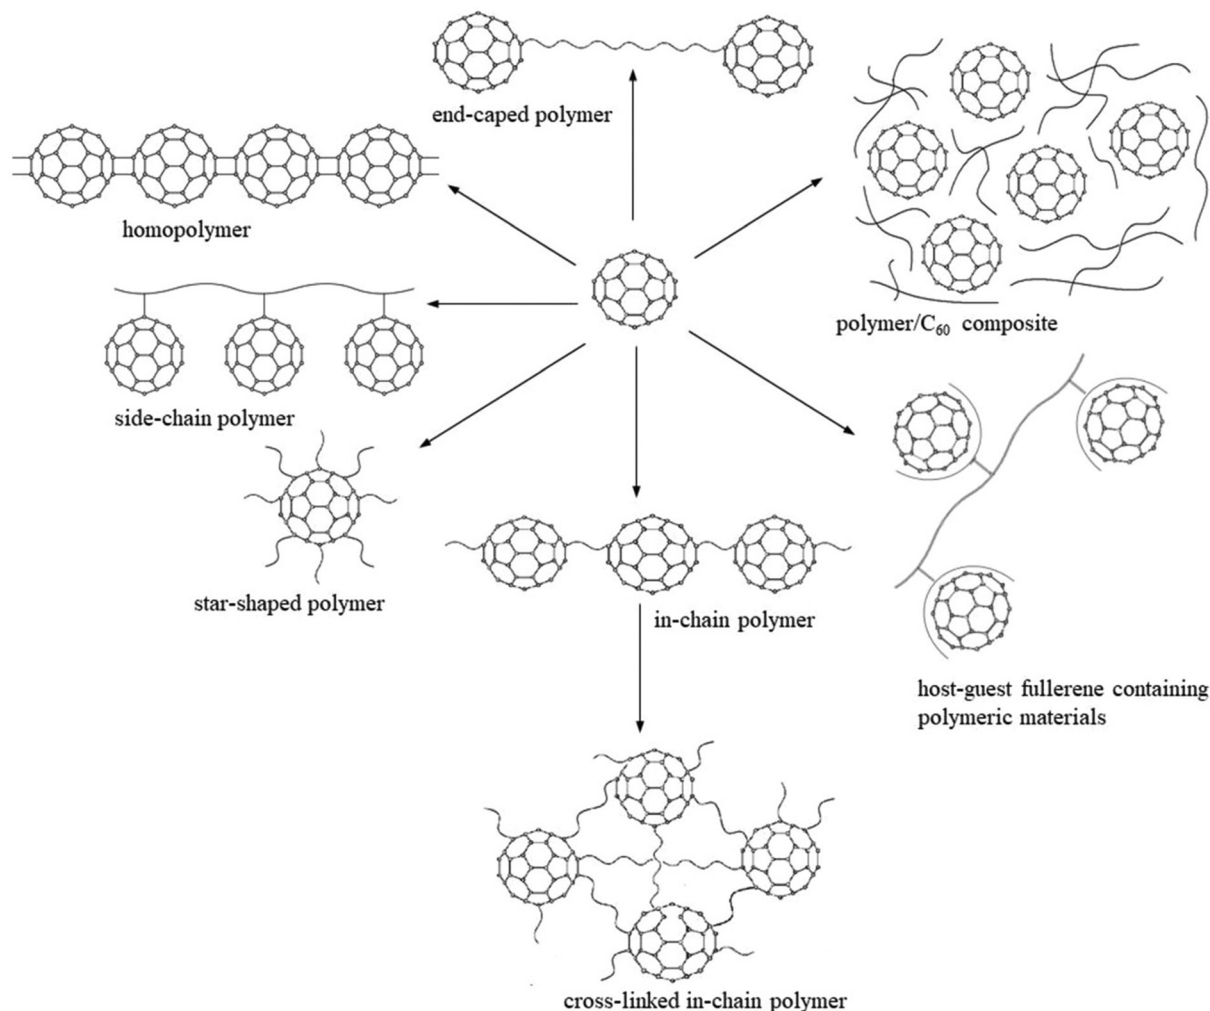 end-caped polymer
homopolymer
polymer/C₆₀ composite
side-chain polymer
star-shaped polymer
in-chain polymer
host-guest fullerene containing
polymeric materials
cross-linked in-chain polymer